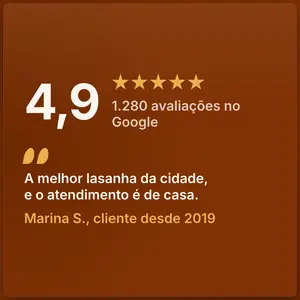 4,9
1.280 avaliações no
Google
A melhor lasanha da cidade,
e o atendimento é de casa.
Marina S., cliente desde 2019